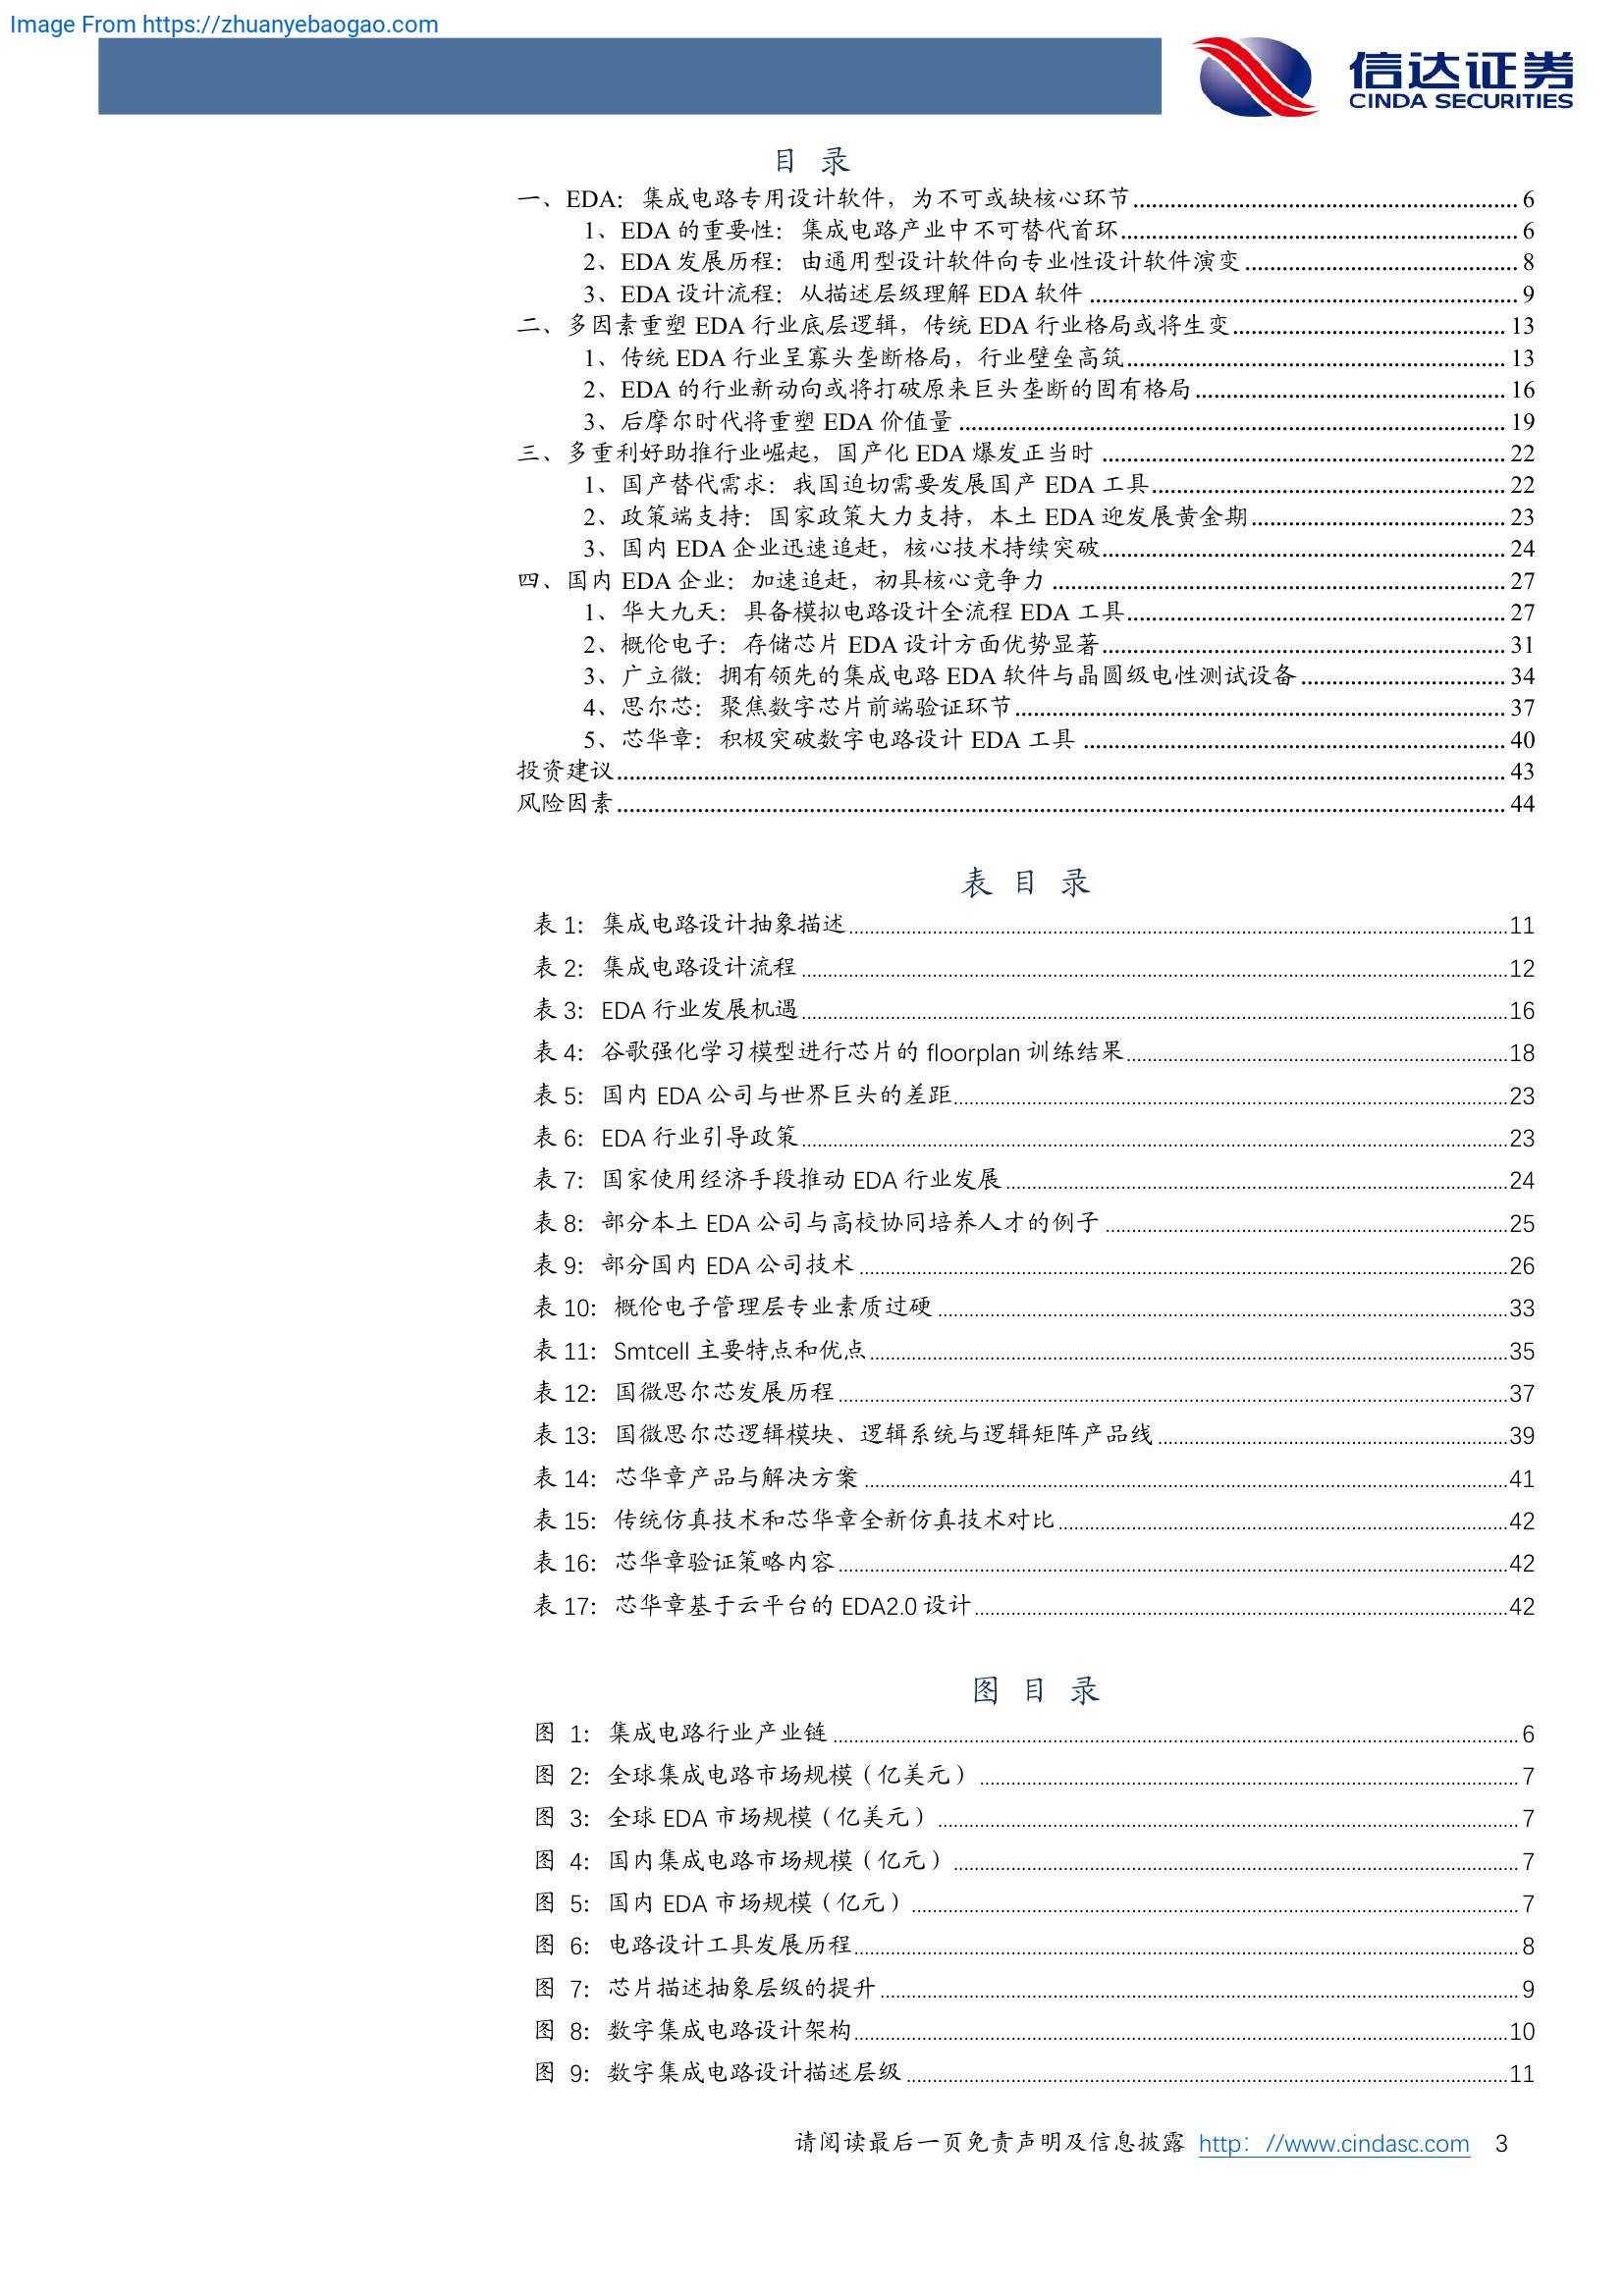 Image From https://zhuanyebaogao.com
信达证券
CINDA SECURITIES
目 录
一、EDA：集成电路专用设计软件，为不可或缺核心环节 6
1、EDA 的重要性：集成电路产业中不可替代首环 6
2、EDA 发展历程：由通用型设计软件向专业性设计软件演变 8
3、EDA 设计流程：从描述层级理解 EDA 软件 9
二、多因素重塑 EDA 行业底层逻辑，传统 EDA 行业格局或将生变 13
1、传统 EDA 行业呈寡头垄断格局，行业壁垒高筑 13
2、EDA 的行业新动向或将打破原来巨头垄断的固有格局 16
3、后摩尔时代将重塑 EDA 价值量 19
三、多重利好助推行业崛起，国产化 EDA 爆发正当时 22
1、国产替代需求：我国迫切需要发展国产 EDA 工具 22
2、政策端支持：国家政策大力支持，本土 EDA 迎发展黄金期 23
3、国内 EDA 企业迅速追赶，核心技术持续突破 24
四、国内 EDA 企业：加速追赶，初具核心竞争力 27
1、华大九天：具备模拟电路设计全流程 EDA 工具 27
2、概伦电子：存储芯片 EDA 设计方面优势显著 31
3、广立微：拥有领先的集成电路 EDA 软件与晶圆级电性测试设备 34
4、思尔芯：聚焦数字芯片前端验证环节 37
5、芯华章：积极突破数字电路设计 EDA 工具 40
投资建议 43
风险因素 44
表 目 录
表 1：集成电路设计抽象描述 11
表 2：集成电路设计流程 12
表 3：EDA 行业发展机遇 16
表 4：谷歌强化学习模型进行芯片的 floorplan 训练结果 18
表 5：国内 EDA 公司与世界巨头的差距 23
表 6：EDA 行业引导政策 23
表 7：国家使用经济手段推动 EDA 行业发展 24
表 8：部分本土 EDA 公司与高校协同培养人才的例子 25
表 9：部分国内 EDA 公司技术 26
表 10：概伦电子管理层专业素质过硬 33
表 11：Smtcell 主要特点和优点 35
表 12：国微思尔芯发展历程 37
表 13：国微思尔芯逻辑模块、逻辑系统与逻辑矩阵产品线 39
表 14：芯华章产品与解决方案 41
表 15：传统仿真技术和芯华章全新仿真技术对比 42
表 16：芯华章验证策略内容 42
表 17：芯华章基于云平台的 EDA2.0 设计 42
图 目 录
图 1：集成电路行业产业链 6
图 2：全球集成电路市场规模（亿美元） 7
图 3：全球 EDA 市场规模（亿美元） 7
图 4：国内集成电路市场规模（亿元） 7
图 5：国内 EDA 市场规模（亿元） 7
图 6：电路设计工具发展历程 8
图 7：芯片描述抽象层级的提升 9
图 8：数字集成电路设计架构 10
图 9：数字集成电路设计描述层级 11
请阅读最后一页免责声明及信息披露 http：//www.cindasc.com 3